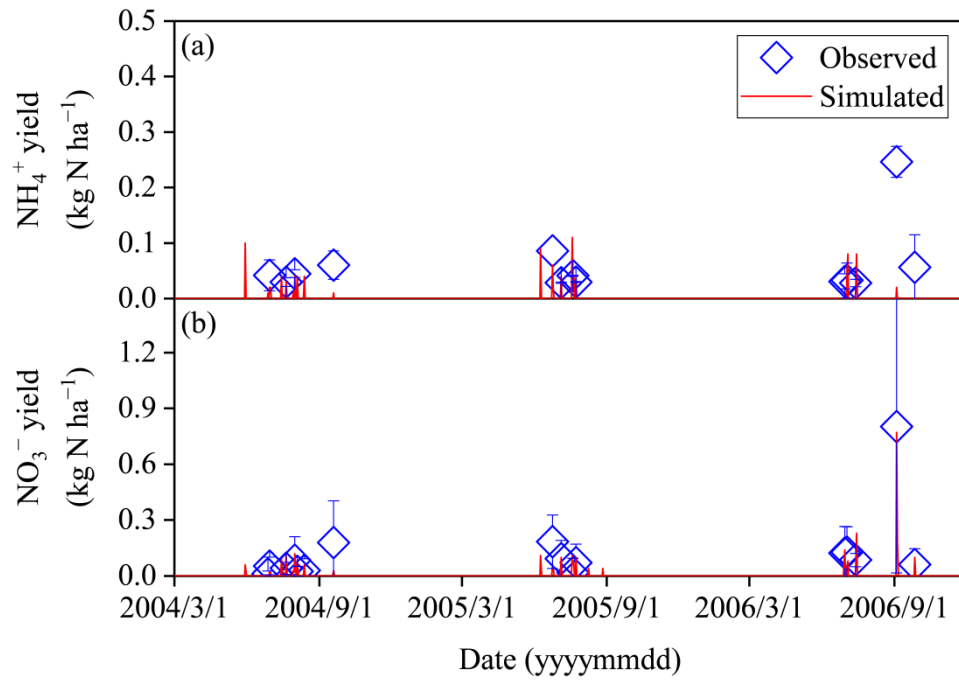 (a)
Observed
Simulated
0.5
0.4
0.3
0.2
0.1
0.0
NH₄⁺ yield
(kg N ha⁻¹)
(b)
1.2
0.9
0.6
0.3
0.0
NO₃⁻ yield
(kg N ha⁻¹)
2004/3/1 2004/9/1 2005/3/1 2005/9/1 2006/3/1 2006/9/1
Date (yyyymmdd)